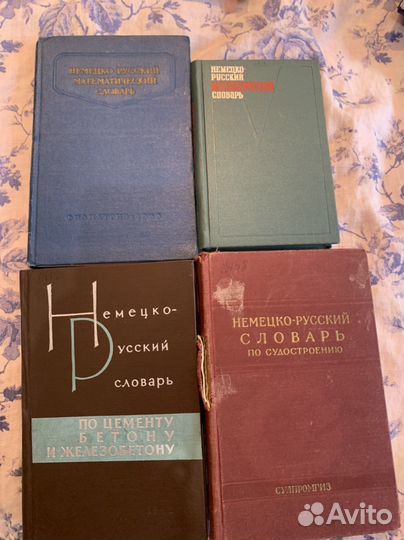 НЕМЕЦКО-РУССКИЙ
МАТЕМАТИЧЕСКИЙ
СЛОВАРЬ
НЕМЕЦКО-
РУССКИЙ
СЛОВАРЬ
Немецко-
Русский
словарь
ПО ЦЕМЕНТУ
БЕТОНУ
И ЖЕЛЕЗОБЕТОНУ
НЕМЕЦКО-РУССКИЙ
СЛОВАРЬ
ПО СУДОСТРОЕНИЮ
СУДПРОМГИЗ
Avito